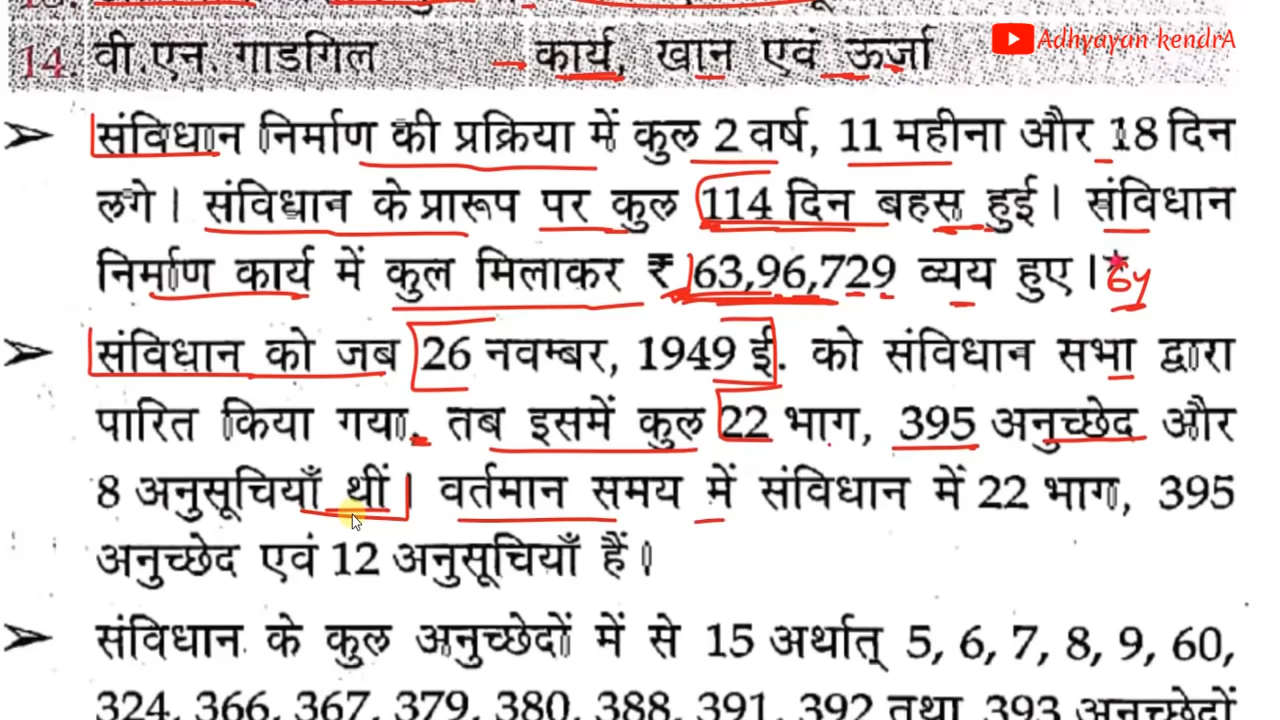 14. वी.एन. गाडगिल कार्य, खान एवं ऊर्जा
Adhyayan kendrA
➢ संविधान निर्माण की प्रक्रिया में कुल 2 वर्ष, 11 महीना और 18 दिन
लगे। संविधान के प्रारूप पर कुल 114 दिन बहस हुई। संविधान
निर्माण कार्य में कुल मिलाकर ₹ 63,96,729 व्यय हुए।*
➢ संविधान को जब 26 नवम्बर, 1949 ई. को संविधान सभा द्वारा
पारित किया गया, तब इसमें कुल 22 भाग, 395 अनुच्छेद और
8 अनुसूचियाँ थीं। वर्तमान समय में संविधान में 22 भाग, 395
अनुच्छेद एवं 12 अनुसूचियाँ हैं।
➢ संविधान के कुल अनुच्छेदों में से 15 अर्थात् 5, 6, 7, 8, 9, 60,
324, 366, 367, 379, 380, 388, 391, 392 तथा 393 अनुच्छेदों